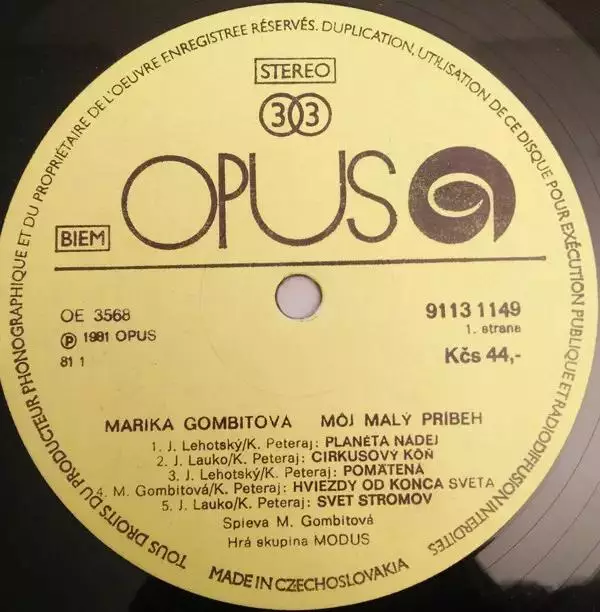 TOUS DROITS DU PRODUCTEUR PHONOGRAPHIQUE ET DU PROPRIÉTAIRE DE L'OEUVRE ENREGISTREE RÉSERVÉS. DUPLICATION, UTILISATION DE CE DISQUE POUR EXÉCUTION PUBLIQUE ET RADIODIFFUSION INTERDITES
STEREO
33
OPUS
BIEM
OE 3568
91131149
℗ 1981 OPUS
1. strana
81 1
Kčs 44,-
MARIKA GOMBITOVÁ MÔJ MALÝ PRÍBEH
1. J. Lehotský/K. Peteraj: PLANÉTA NÁDEJ
2. J. Lauko/K. Peteraj: CIRKUSOVÝ KÔŇ
3. J. Lehotský/K. Peteraj: POMÄTENÁ
4. M. Gombitová/K. Peteraj: HVIEZDY OD KONCA SVETA
5. J. Lauko/K. Peteraj: SVET STROMOV
Spieva M. Gombitová
Hrá skupina MODUS
MADE IN CZECHOSLOVAKIA